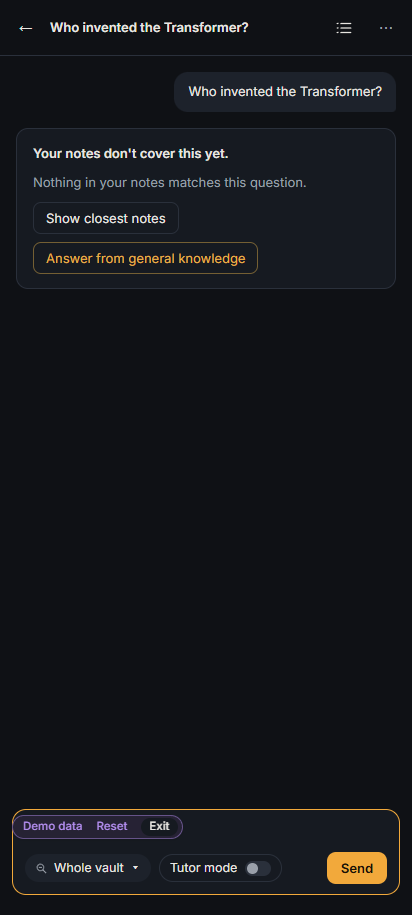 Who invented the Transformer?
Who invented the Transformer?
Your notes don't cover this yet.
Nothing in your notes matches this question.
Show closest notes
Answer from general knowledge
Demo data Reset Exit
Whole vault Tutor mode Send